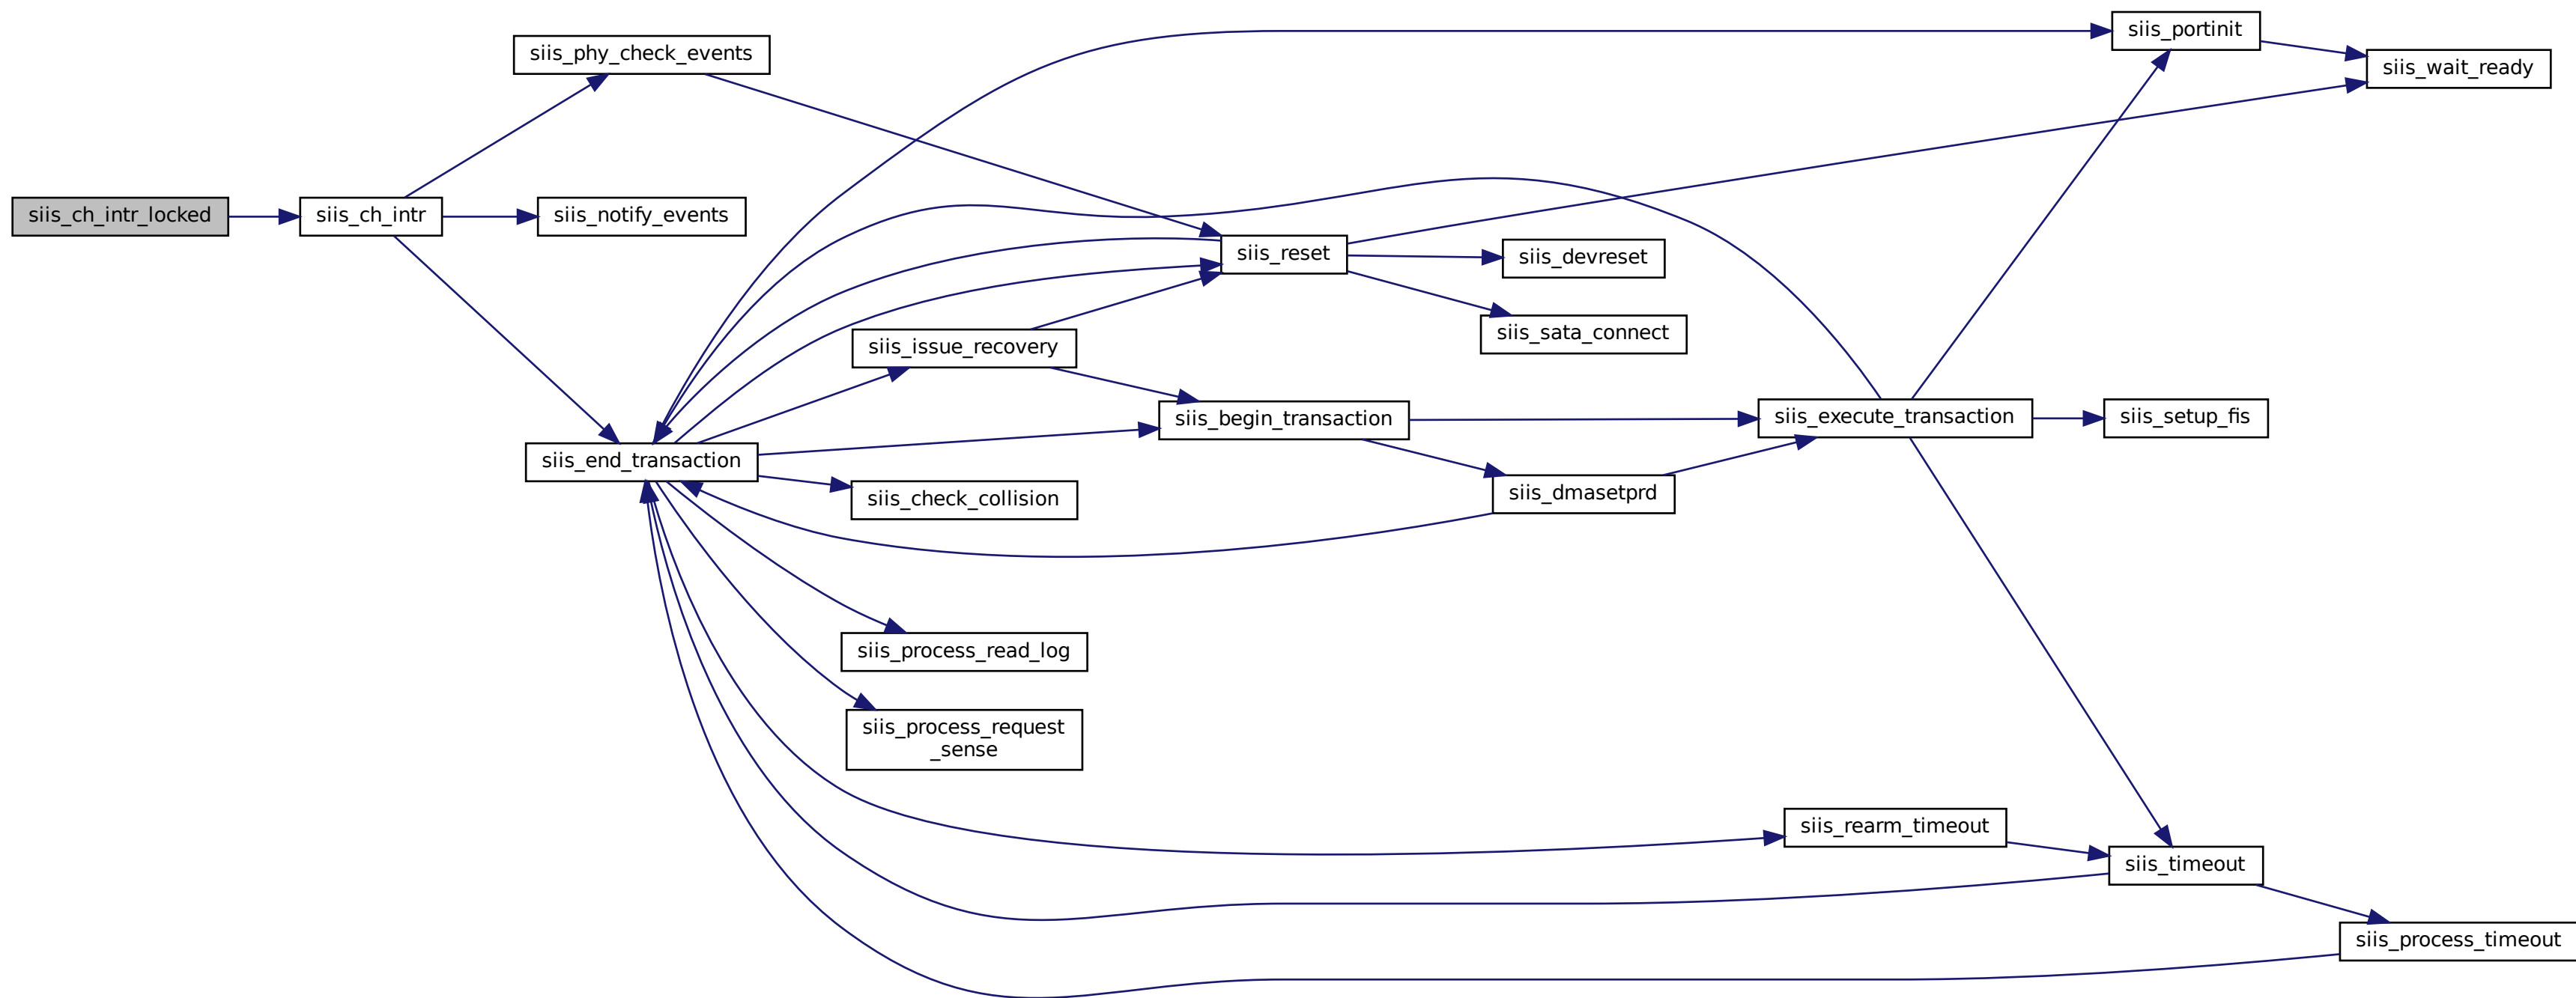 siis_portinit
siis_phy_check_events
siis_wait_ready
siis_ch_intr_locked
siis_ch_intr
siis_notify_events
siis_reset
siis_devreset
siis_sata_connect
siis_issue_recovery
siis_begin_transaction
siis_execute_transaction
siis_setup_fis
siis_end_transaction
siis_check_collision
siis_dmasetprd
siis_process_read_log
siis_process_request
_sense
siis_rearm_timeout
siis_timeout
siis_process_timeout